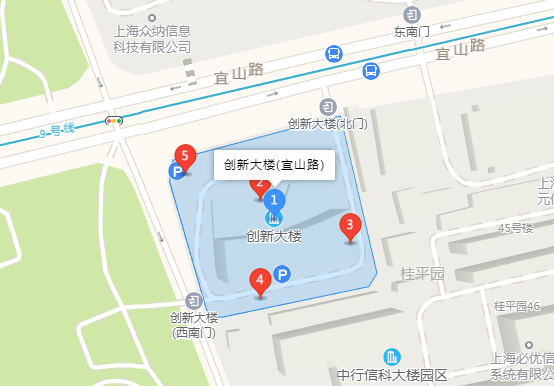 上海众纳信息
科技有限公司
东南门
宜山路
宜山路
9号线
创新大楼(北门)
5
P
创新大楼(宜山路)
2
1
3
创新大楼
4
P
创新大楼
(西南门)
上海
元信
45号楼
桂平园
桂平园46
上海必优信
系统有限公
中行信科大楼园区